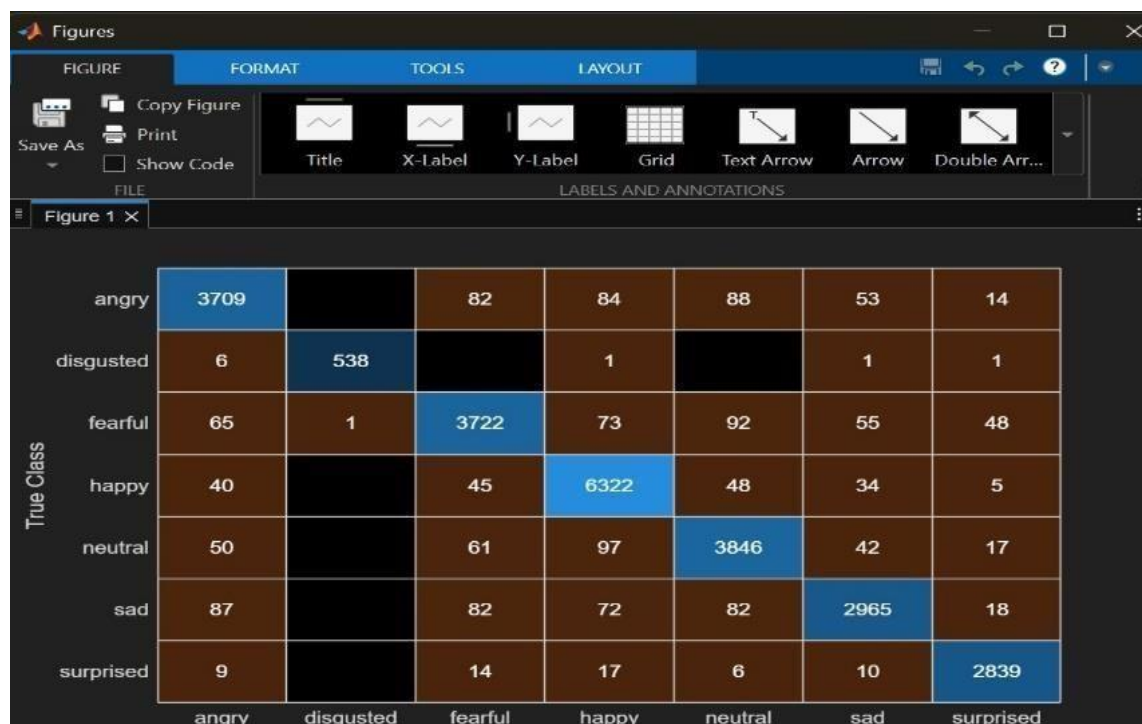 Figures
FIGURE FORMAT TOOLS LAYOUT ?
Save As
Copy Figure
Print
Show Code
FILE
Title X-Label Y-Label Grid Text Arrow Arrow Double Arr...
LABELS AND ANNOTATIONS
Figure 1
True Class
angry 3709 82 84 88 53 14
disgusted 6 538 1 1 1
fearful 65 1 3722 73 92 55 48
happy 40 45 6322 48 34 5
neutral 50 61 97 3846 42 17
sad 87 82 72 82 2965 18
surprised 9 14 17 6 10 2839
angry disgusted fearful happy neutral sad surprised